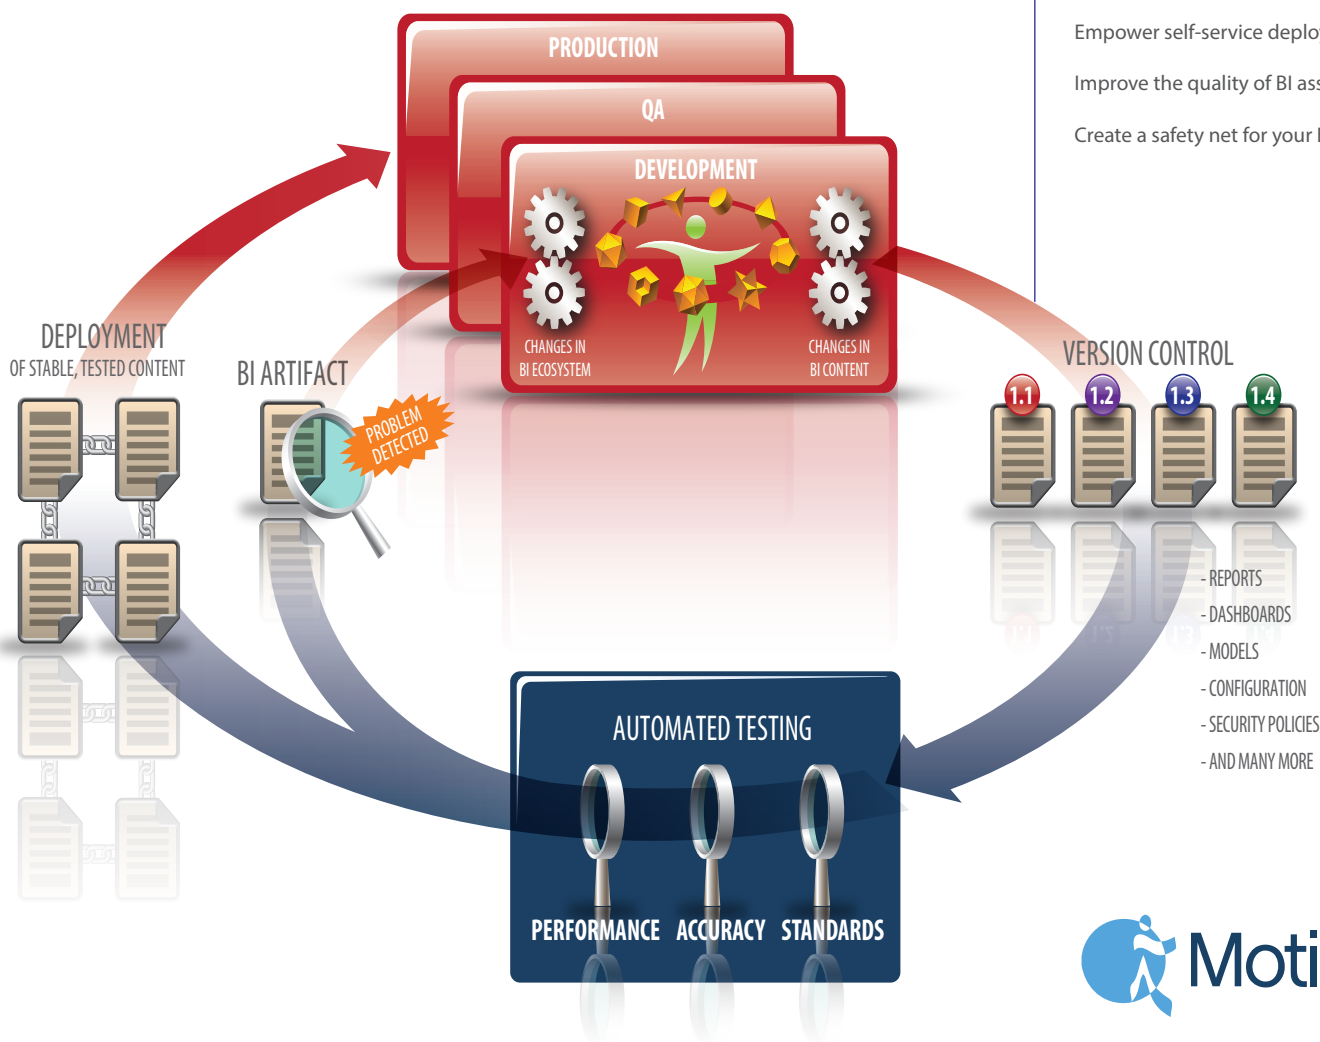 Empower self-service deploy
Improve the quality of BI ass
Create a safety net for your
PRODUCTION
QA
DEVELOPMENT
CHANGES IN
BI ECOSYSTEM
CHANGES IN
BI CONTENT
DEPLOYMENT
OF STABLE, TESTED CONTENT
BI ARTIFACT
PROBLEM
DETECTED
VERSION CONTROL
1.1
1.2
1.3
1.4
- REPORTS
- DASHBOARDS
- MODELS
- CONFIGURATION
- SECURITY POLICIES
- AND MANY MORE
AUTOMATED TESTING
PERFORMANCE
ACCURACY
STANDARDS
Moti